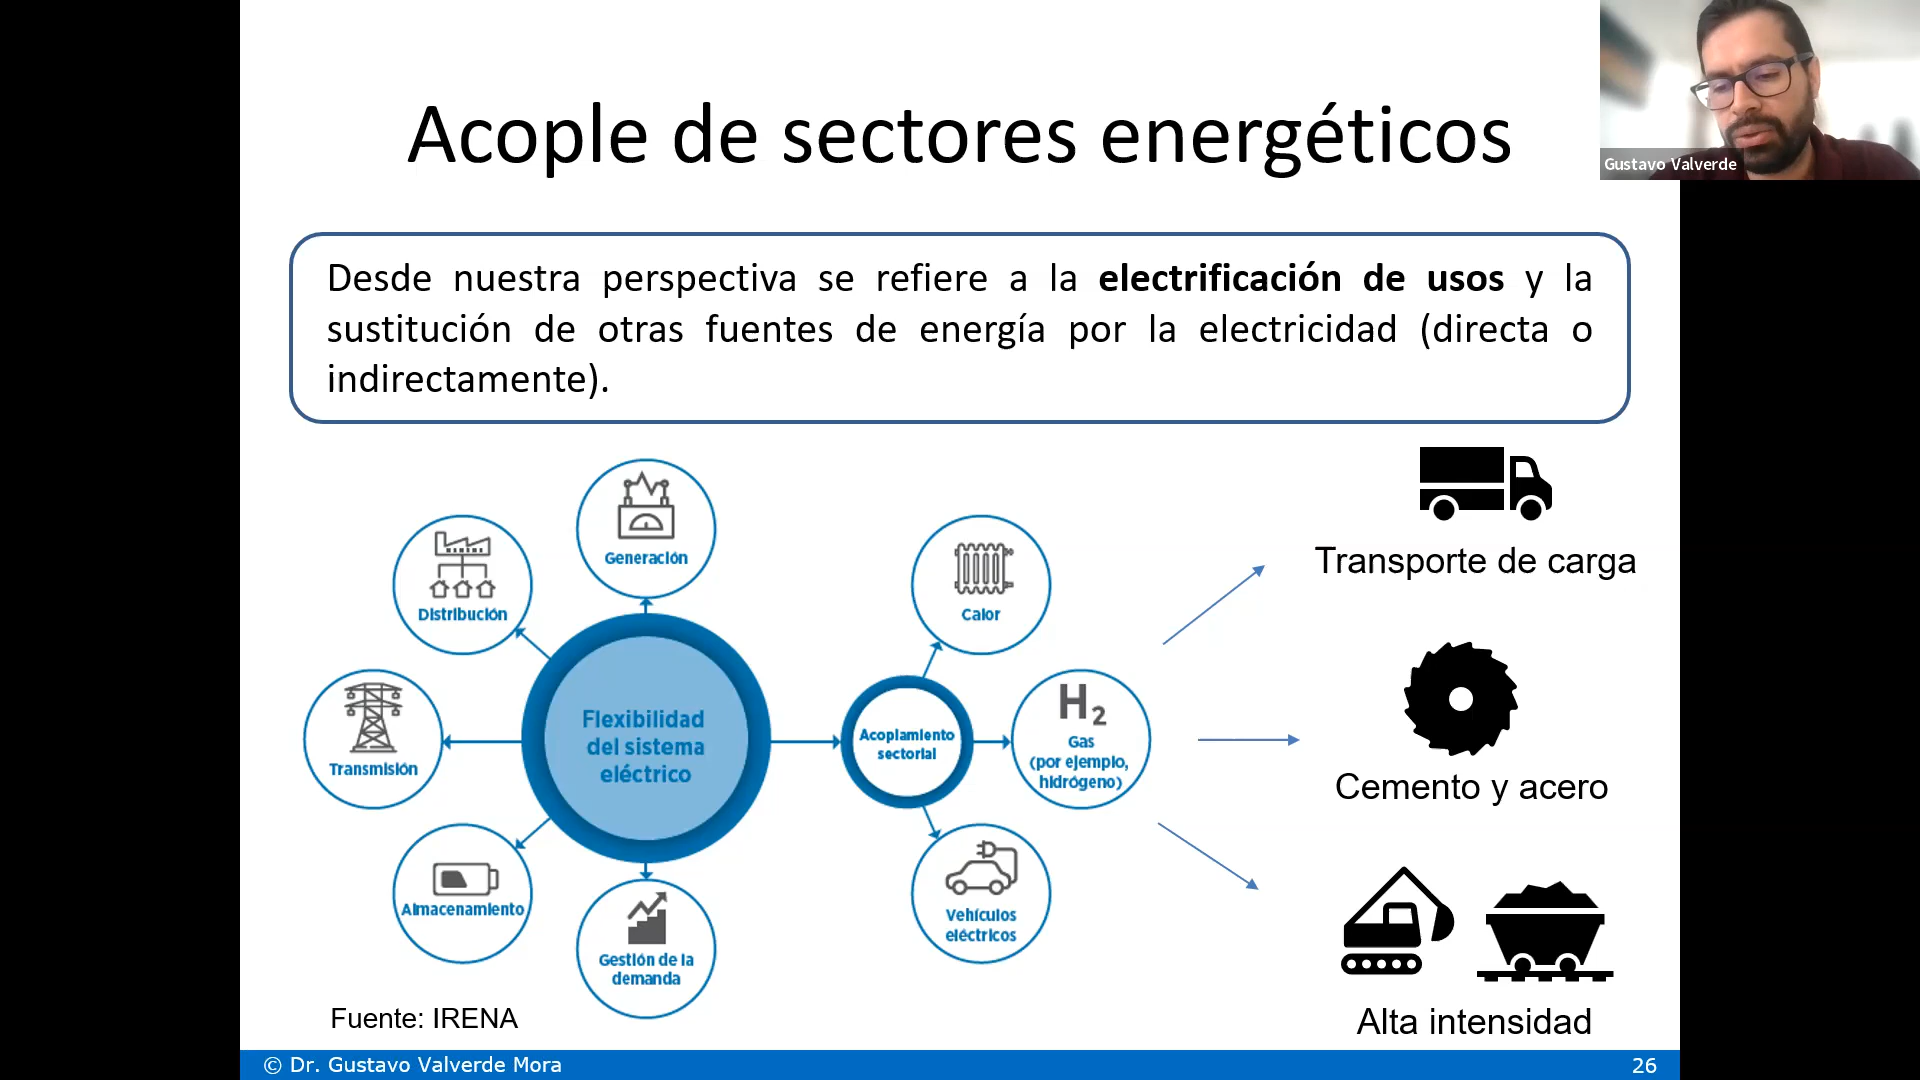 Acople de sectores energéticos
Gustavo Valverde
Desde nuestra perspectiva se refiere a la electrificación de usos y la
sustitución de otras fuentes de energía por la electricidad (directa o
indirectamente).
Generación
Distribución
Transmisión
Almacenamiento
Gestión de la
demanda
Flexibilidad
del sistema
eléctrico
Acoplamiento
sectorial
Calor
H2
Gas
(por ejemplo,
hidrógeno)
Vehículos
eléctricos
Transporte de carga
Cemento y acero
Alta intensidad
Fuente: IRENA
© Dr. Gustavo Valverde Mora
26